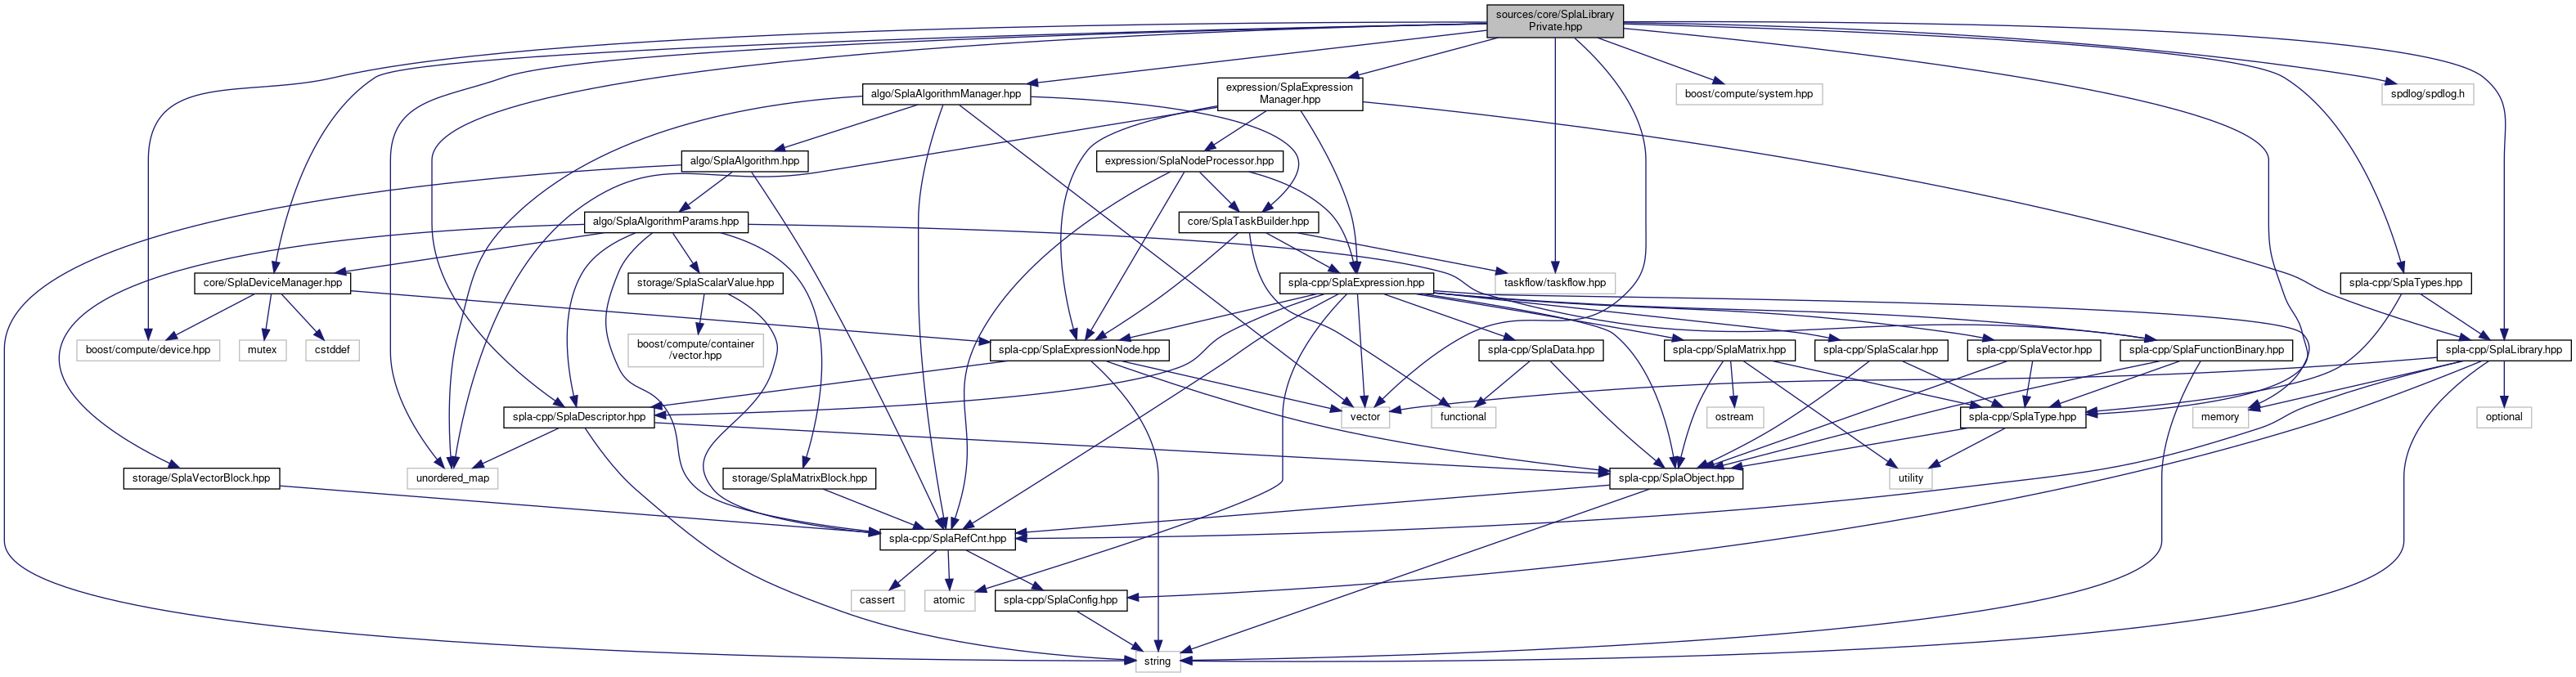 sources/core/SplaLibrary
Private.hpp
algo/SplaAlgorithmManager.hpp
expression/SplaExpression
Manager.hpp
boost/compute/system.hpp
spdlog/spdlog.h
algo/SplaAlgorithm.hpp
expression/SplaNodeProcessor.hpp
algo/SplaAlgorithmParams.hpp
core/SplaTaskBuilder.hpp
core/SplaDeviceManager.hpp
storage/SplaScalarValue.hpp
spla-cpp/SplaExpression.hpp
taskflow/taskflow.hpp
spla-cpp/SplaTypes.hpp
boost/compute/device.hpp
mutex
cstddef
boost/compute/container
/vector.hpp
spla-cpp/SplaExpressionNode.hpp
spla-cpp/SplaData.hpp
spla-cpp/SplaMatrix.hpp
spla-cpp/SplaScalar.hpp
spla-cpp/SplaVector.hpp
spla-cpp/SplaFunctionBinary.hpp
spla-cpp/SplaLibrary.hpp
spla-cpp/SplaDescriptor.hpp
vector
functional
ostream
spla-cpp/SplaType.hpp
memory
optional
storage/SplaVectorBlock.hpp
unordered_map
storage/SplaMatrixBlock.hpp
spla-cpp/SplaObject.hpp
utility
spla-cpp/SplaRefCnt.hpp
cassert
atomic
spla-cpp/SplaConfig.hpp
string